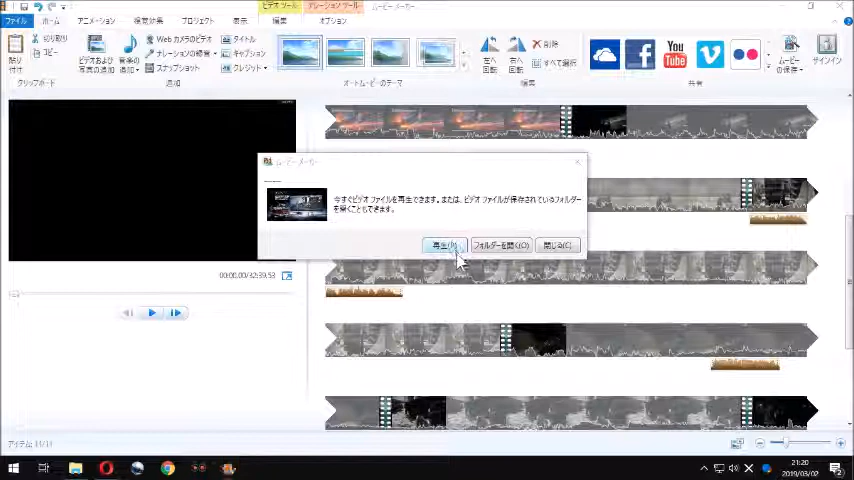 ビデオ ツール
ナレーション ツール
ムービー メーカー
ファイル
ホーム
アニメーション
視覚効果
プロジェクト
表示
編集
オプション
貼り付け
切り取り
コピー
クリップボード
ビデオおよび写真の追加
音楽の追加
Web カメラのビデオ
ナレーションの録音
スナップショット
タイトル
キャプション
クレジット
追加
オートムービーのテーマ
左へ回転
右へ回転
削除
すべて選択
編集
You
Tube
共有
ムービーの保存
サインイン
ムービー メーカー
今すぐビデオ ファイルを再生できます。または、ビデオ ファイルが保存されているフォルダー
を開くこともできます。
再生(P)
フォルダーを開く(O)
閉じる(C)
00:00.00/32:39.53
アイテム: 11/11
21:20
2019/03/02
2